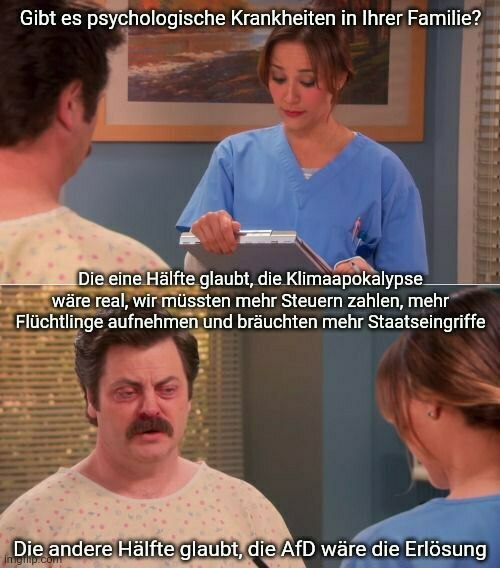 Gibt es psychologische Krankheiten in Ihrer Familie?
Die eine Hälfte glaubt, die Klimaapokalypse
wäre real, wir müssten mehr Steuern zahlen, mehr
Flüchtlinge aufnehmen und bräuchten mehr Staatseingriffe
Die andere Hälfte glaubt, die AfD wäre die Erlösung
imgflip.com